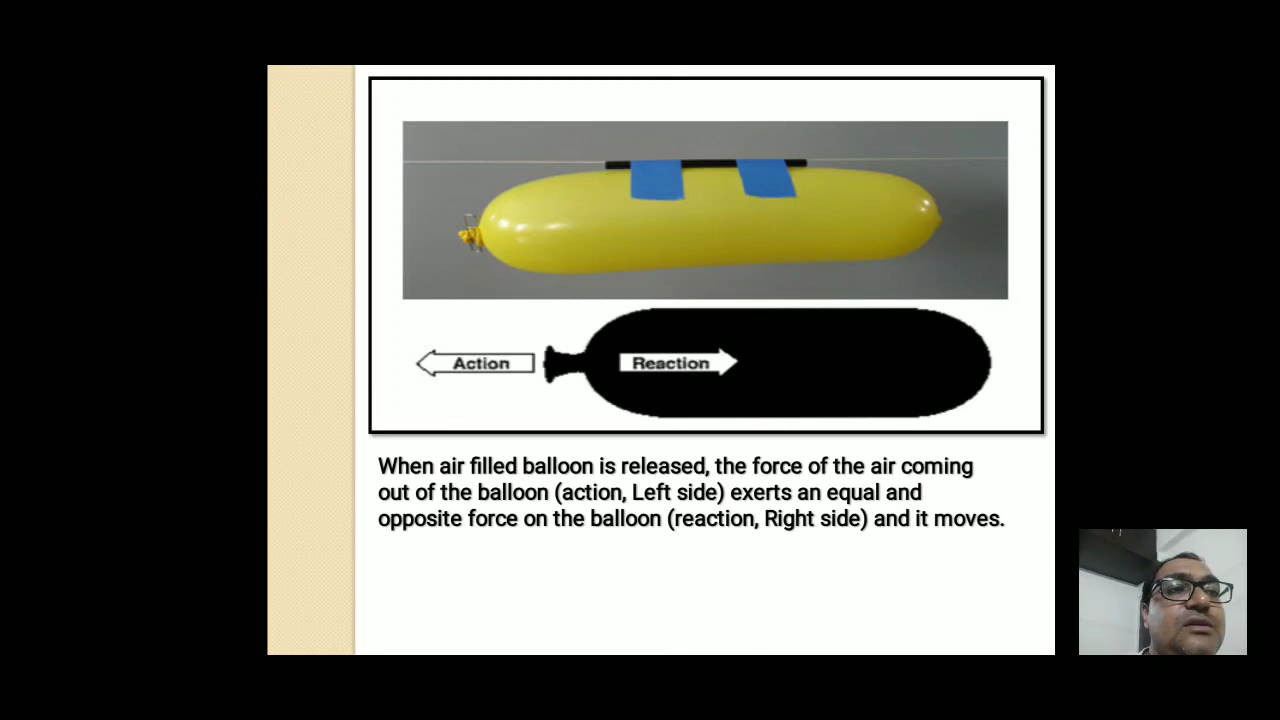 Action
Reaction
When air filled balloon is released, the force of the air coming
out of the balloon (action, Left side) exerts an equal and
opposite force on the balloon (reaction, Right side) and it moves.